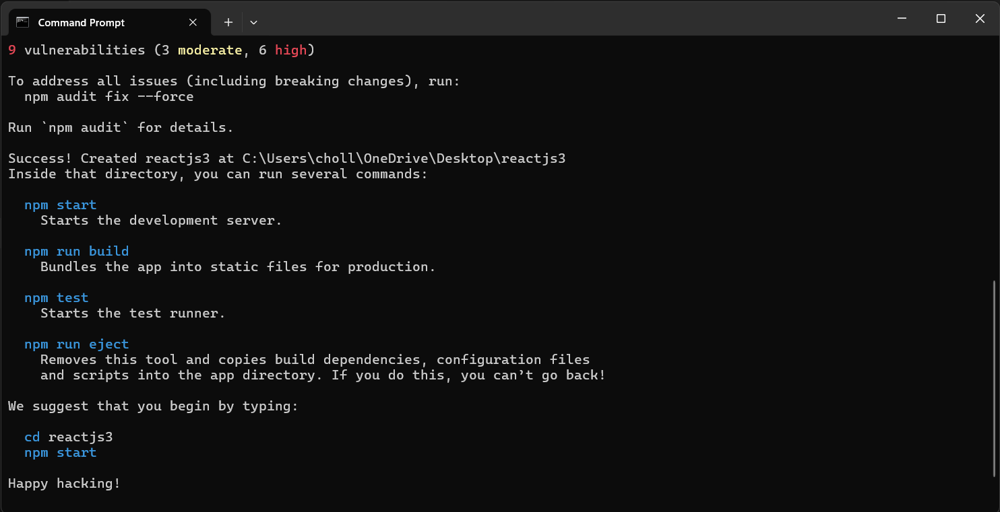 Command Prompt
9 vulnerabilities (3 moderate, 6 high)
To address all issues (including breaking changes), run:
npm audit fix --force
Run `npm audit` for details.
Success! Created reactjs3 at C:\Users\choll\OneDrive\Desktop\reactjs3
Inside that directory, you can run several commands:
npm start
Starts the development server.
npm run build
Bundles the app into static files for production.
npm test
Starts the test runner.
npm run eject
Removes this tool and copies build dependencies, configuration files
and scripts into the app directory. If you do this, you can’t go back!
We suggest that you begin by typing:
cd reactjs3
npm start
Happy hacking!